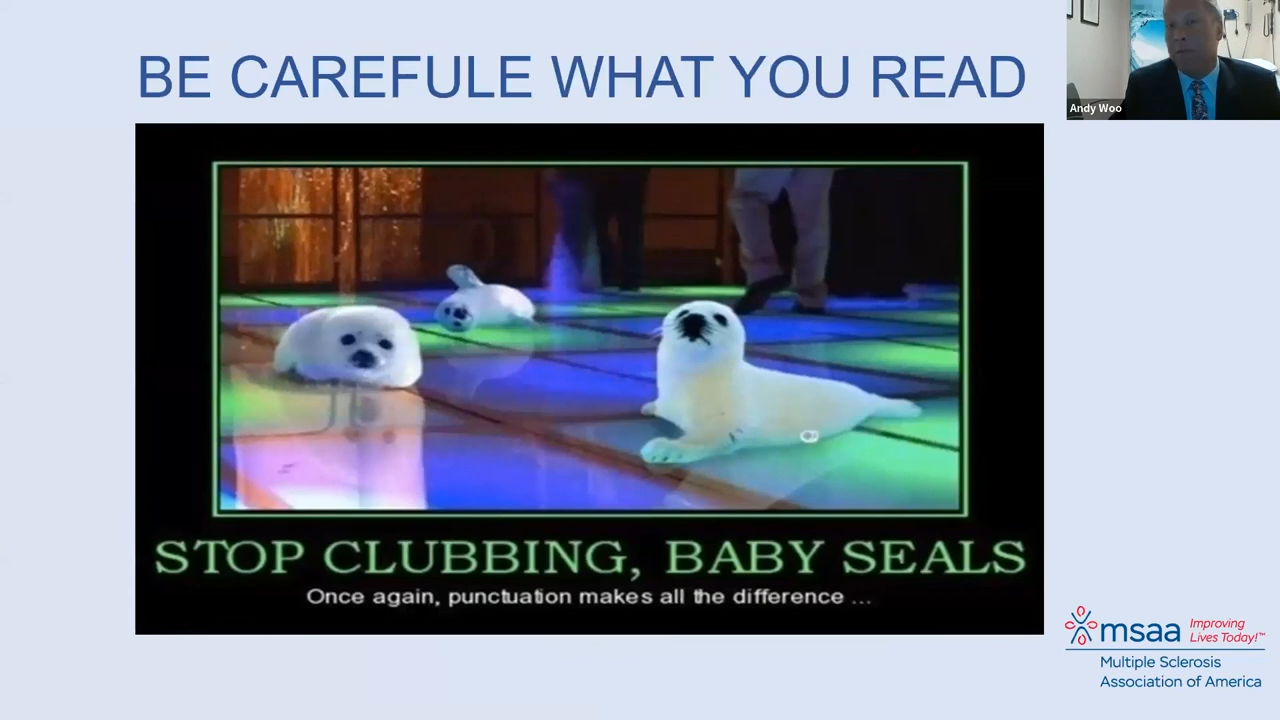 BE CAREFULE WHAT YOU READ
Andy Woo
STOP CLUBBING, BABY SEALS
Once again, punctuation makes all the difference ...
msaa Improving
Lives Today!™
Multiple Sclerosis
Association of America